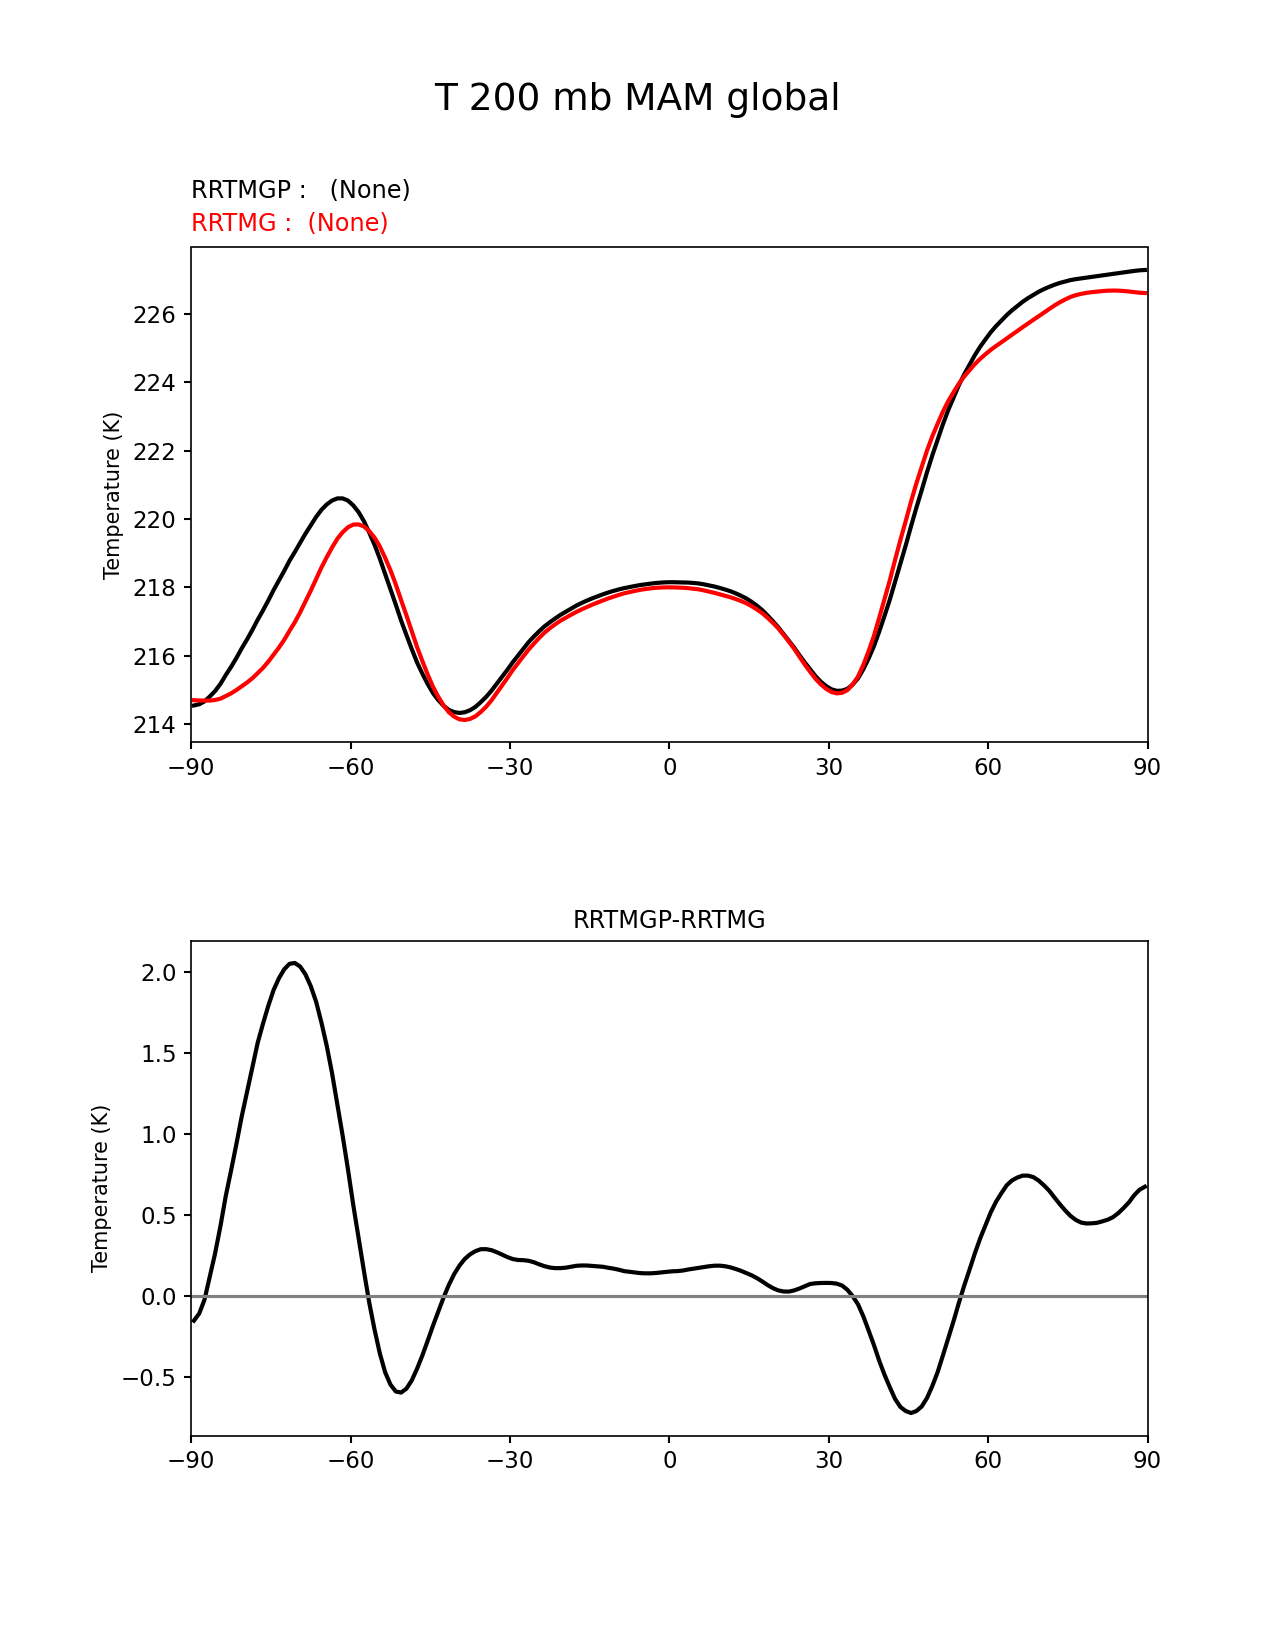 T 200 mb MAM global
RRTMGP :   (None)
RRTMG :  (None)
226
224
222
220
218
216
214
Temperature (K)
−90 −60 −30 0 30 60 90
RRTMGP-RRTMG
2.0
1.5
1.0
0.5
0.0
−0.5
Temperature (K)
−90 −60 −30 0 30 60 90